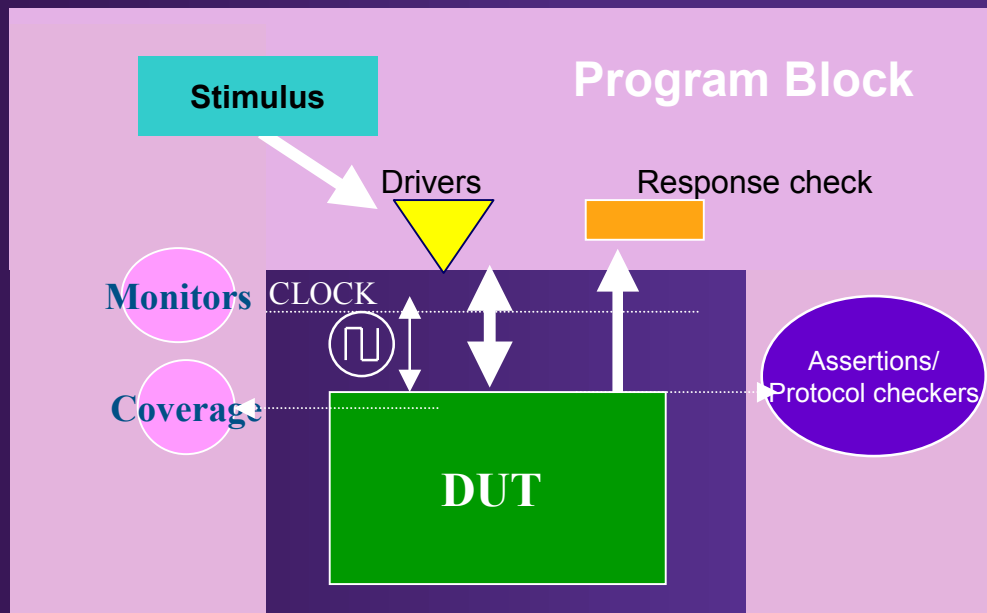 Program Block
Stimulus
Drivers
Response check
Monitors
CLOCK
Coverage
Assertions/
Protocol checkers
DUT